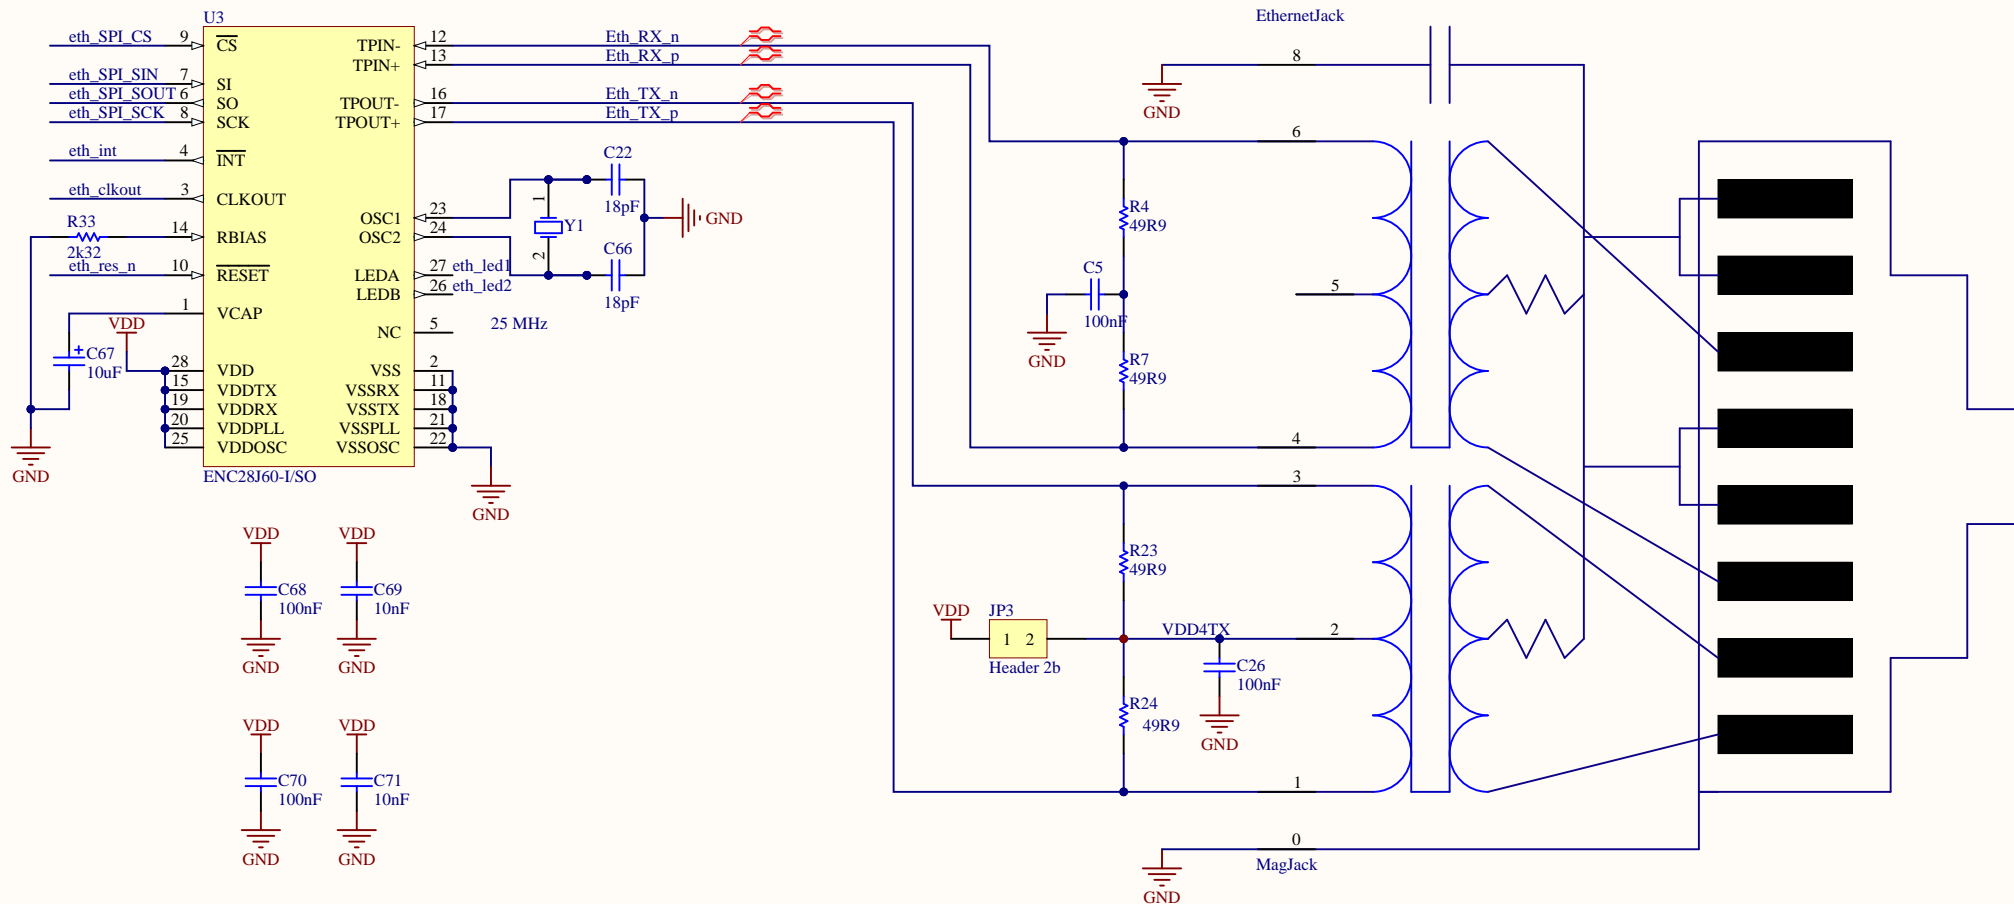 U3
EthernetJack
eth_SPI_CS 9 CS TPIN- 12 Eth_RX_n
TPIN+ 13 Eth_RX_p
8
GND
eth_SPI_SIN 7 SI
eth_SPI_SOUT 6 SO TPOUT- 16 Eth_TX_n
eth_SPI_SCK 8 SCK TPOUT+ 17 Eth_TX_p
6
eth_int 4 INT
C22
18pF
eth_clkout 3 CLKOUT
OSC1 23
1
Y1
2
GND
R4
49R9
R33
2k32
14 RBIAS OSC2 24
C66
18pF
eth_res_n 10 RESET LEDA 27 eth_led1
LEDB 26 eth_led2
C5
100nF
GND
5
1 VCAP
NC 5
25 MHz
VDD
C67
10uF
R7
49R9
28 VDD VSS 2
15 VDDTX VSSRX 11
19 VDDRX VSSTX 18
20 VDDPLL VSSPLL 21
25 VDDOSC VSSOSC 22
4
GND
ENC28J60-I/SO
GND
3
VDD VDD
C68
100nF
C69
10nF
GND GND
R23
49R9
VDD
JP3
1 2
Header 2b
VDD4TX
2
C26
100nF
GND
R24
49R9
VDD VDD
C70
100nF
C71
10nF
GND GND
1
0
MagJack
GND